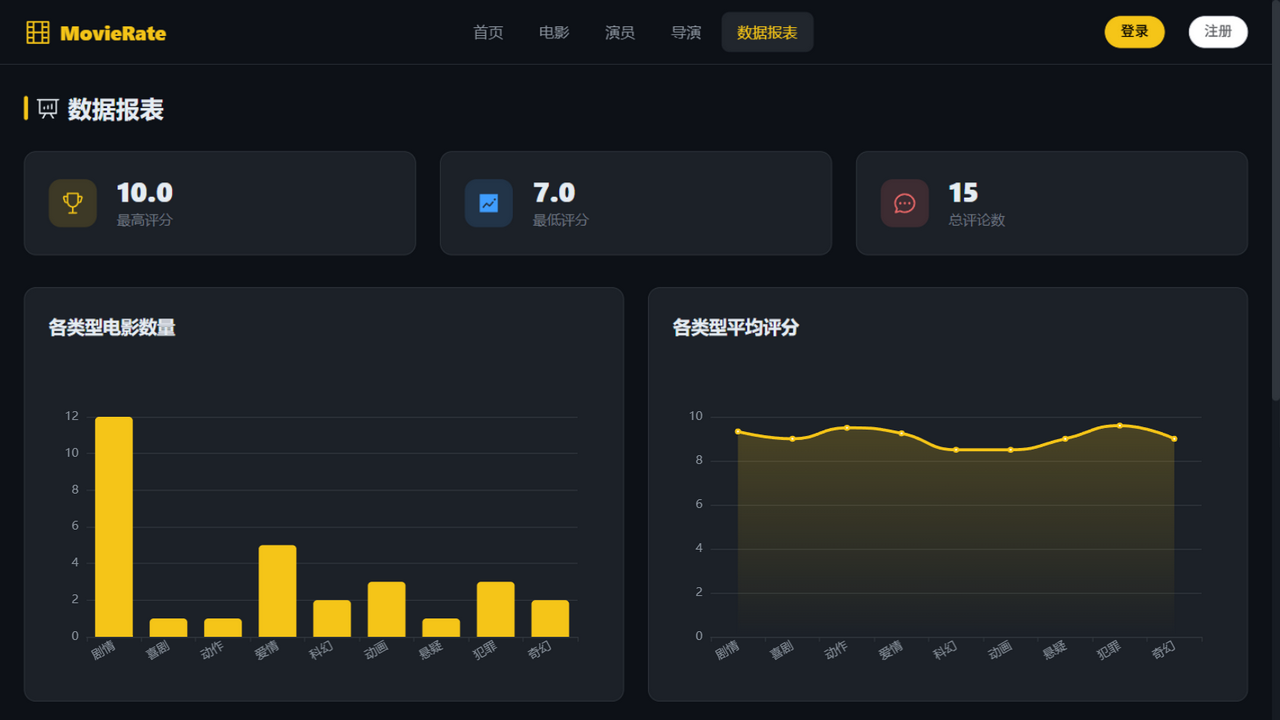 MovieRate 首页 电影 演员 导演 数据报表 登录 注册
数据报表
10.0
最高评分
7.0
最低评分
15
总评论数
各类型电影数量
12
10
8
6
4
2
0
剧情 喜剧 动作 爱情 科幻 动画 悬疑 犯罪 奇幻
各类型平均评分
10
8
6
4
2
0
剧情 喜剧 动作 爱情 科幻 动画 悬疑 犯罪 奇幻